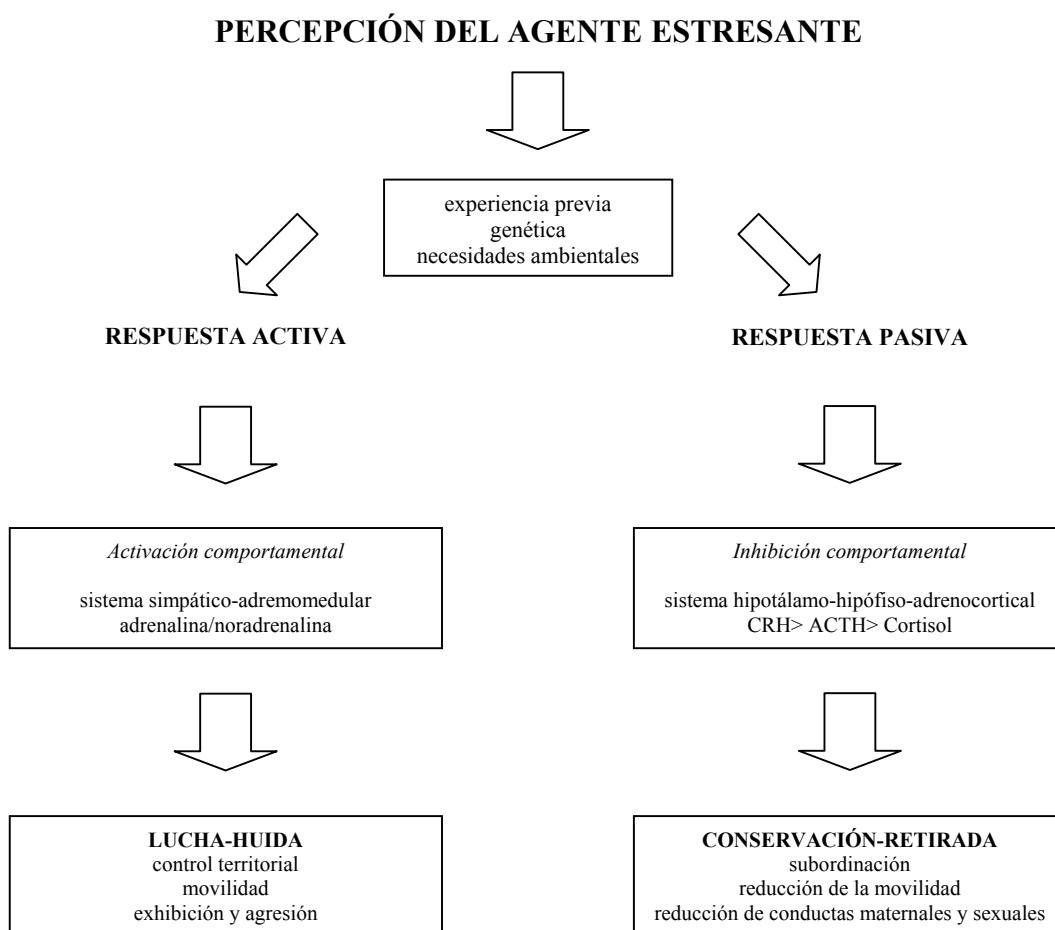 PERCEPCIÓN DEL AGENTE ESTRESANTE
experiencia previa
genética
necesidades ambientales
RESPUESTA ACTIVA
RESPUESTA PASIVA
Activación comportamental
sistema simpático-adremomedular
adrenalina/noradrenalina
Inhibición comportamental
sistema hipotálamo-hipófiso-adrenocortical
CRH> ACTH> Cortisol
LUCHA-HUIDA
control territorial
movilidad
exhibición y agresión
CONSERVACIÓN-RETIRADA
subordinación
reducción de la movilidad
reducción de conductas maternales y sexuales